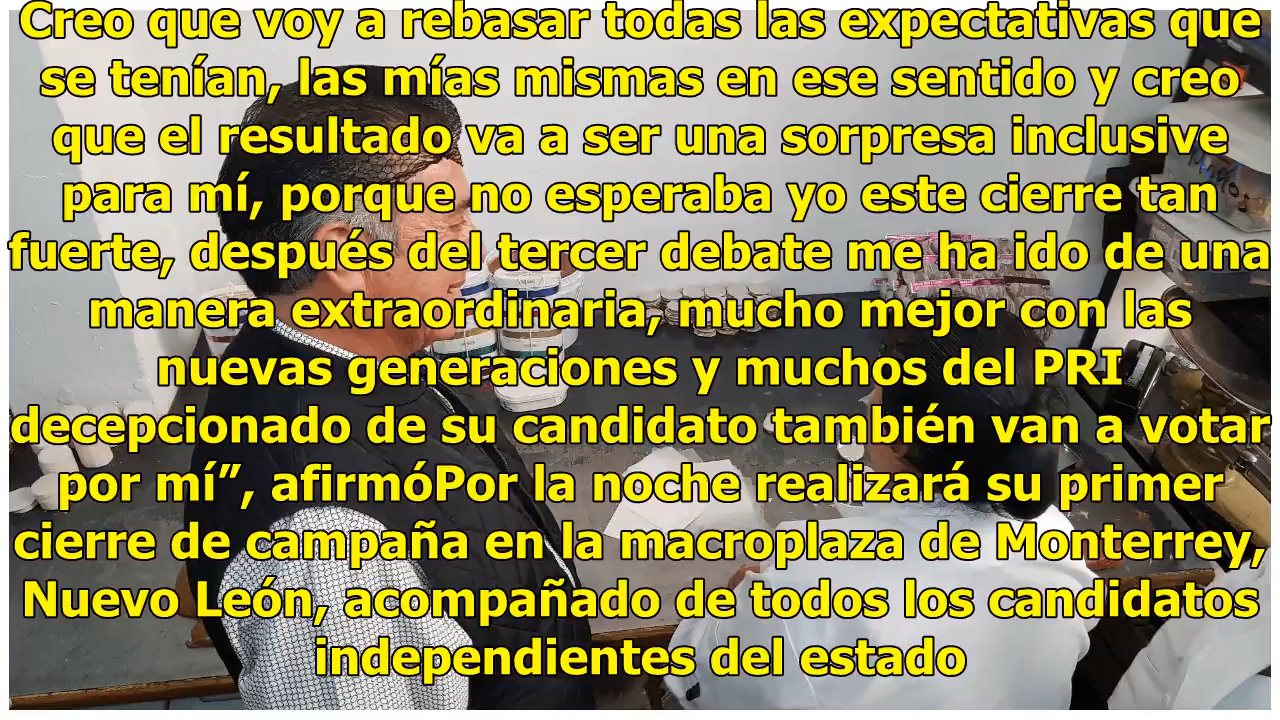 Creo que voy a rebasar todas las expectativas que
se tenían, las mías mismas en ese sentido y creo
que el resultado va a ser una sorpresa inclusive
para mí, porque no esperaba yo este cierre tan
fuerte, después del tercer debate me ha ido de una
manera extraordinaria, mucho mejor con las
nuevas generaciones y muchos del PRI
decepcionado de su candidato también van a votar
por mí”, afirmóPor la noche realizará su primer
cierre de campaña en la macroplaza de Monterrey,
Nuevo León, acompañado de todos los candidatos
independientes del estado